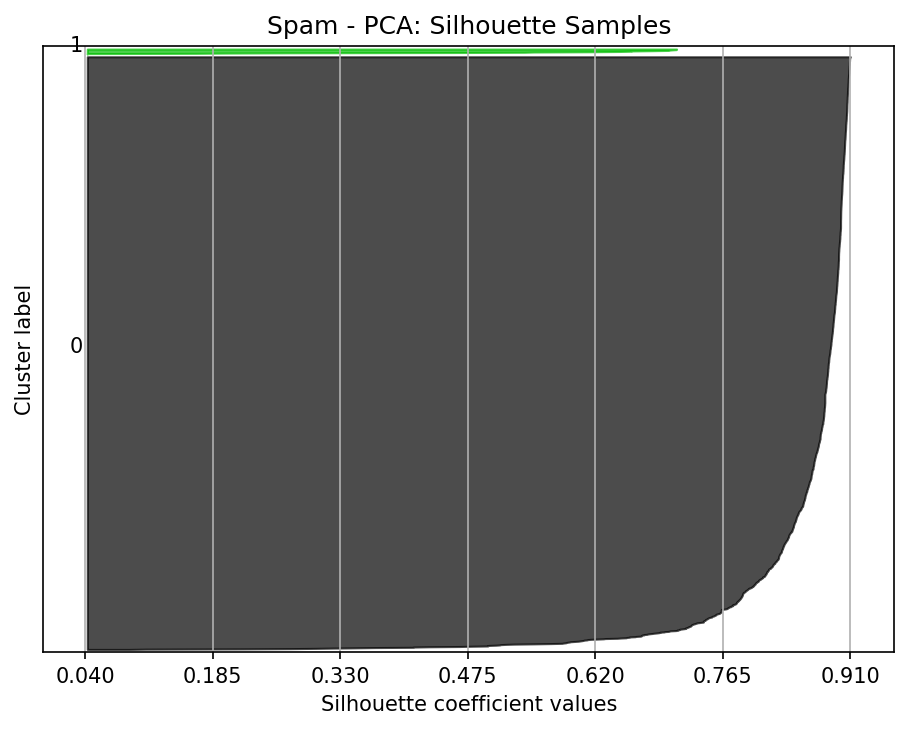 Spam - PCA: Silhouette Samples
1
0
Cluster label
0.040 0.185 0.330 0.475 0.620 0.765 0.910
Silhouette coefficient values